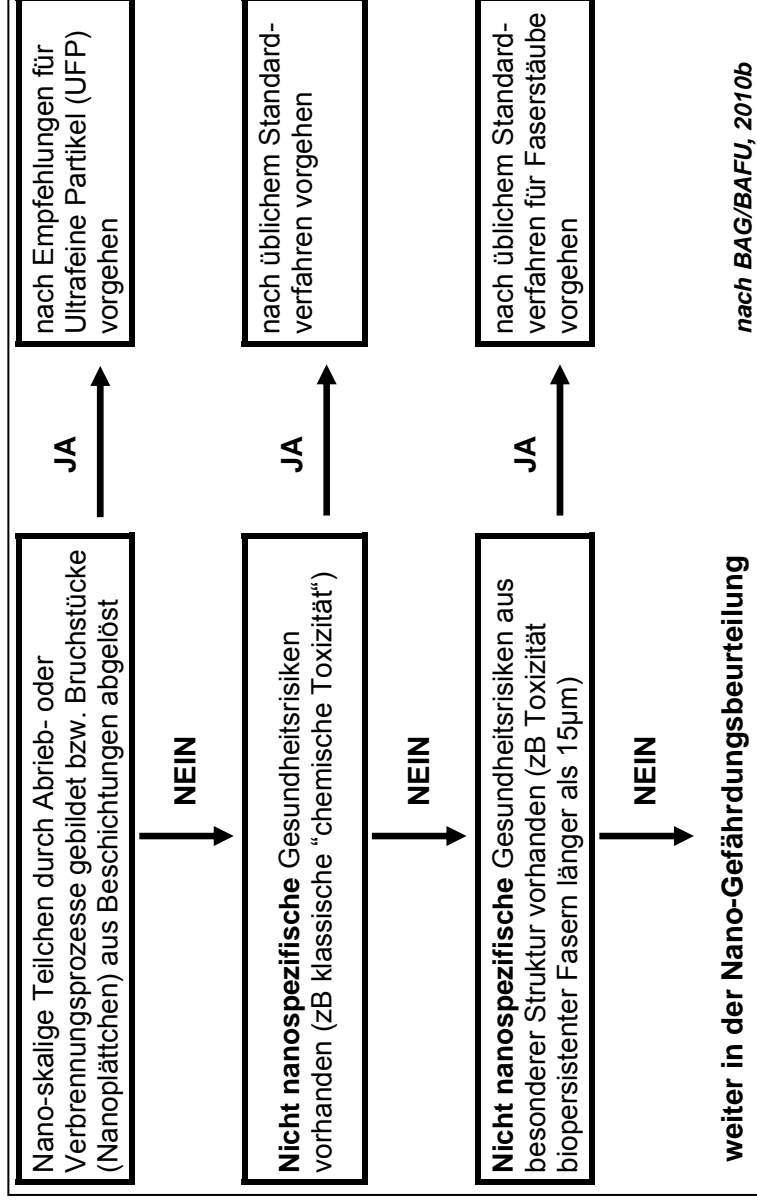 Nano-skalige Teilchen durch Abrieb- oder
Verbrennungsprozesse gebildet bzw. Bruchstücke
(Nanoplättchen) aus Beschichtungen abgelöst
JA
nach Empfehlungen für
Ultrafeine Partikel (UFP)
vorgehen
NEIN
Nicht nanospezifische Gesundheitsrisiken
vorhanden (zB klassische “chemische Toxizität“)
JA
nach üblichem Standard-
verfahren vorgehen
NEIN
Nicht nanospezifische Gesundheitsrisiken aus
besonderer Struktur vorhanden (zB Toxizität
biopersistenter Fasern länger als 15µm)
JA
nach üblichem Standard-
verfahren für Faserstäube
vorgehen
NEIN
weiter in der Nano-Gefährdungsbeurteilung
nach BAG/BAFU, 2010b